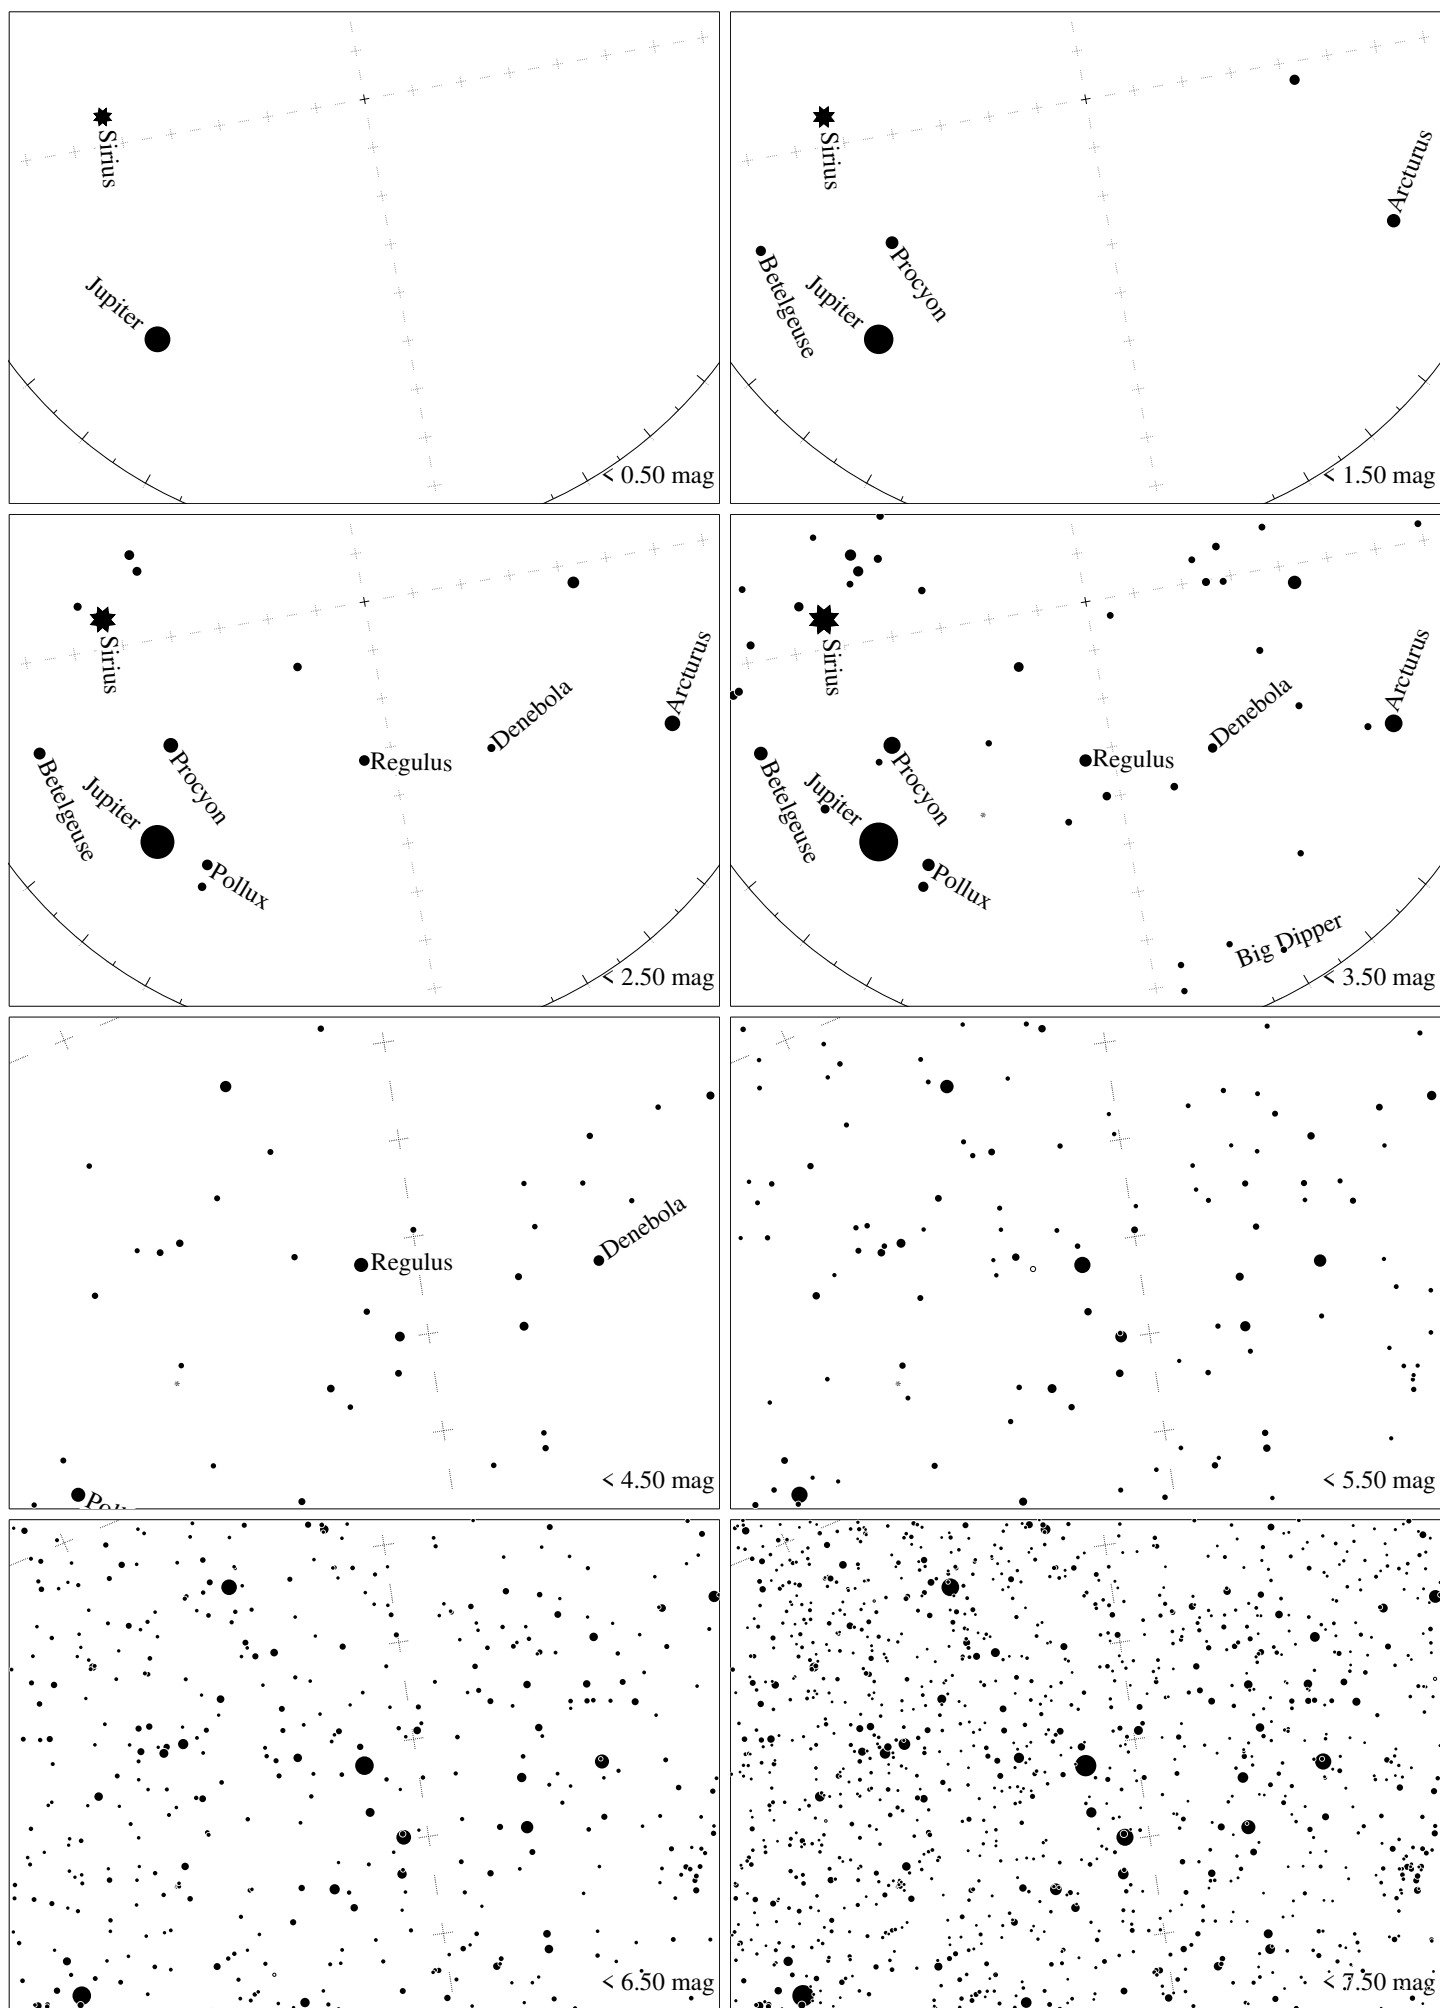 Sirius
Jupiter
< 0.50 mag
Sirius
Arcturus
Procyon
Betelgeuse
Jupiter
< 1.50 mag
Sirius
Arcturus
Denebola
Betelgeuse
Procyon
Regulus
Jupiter
Pollux
< 2.50 mag
Sirius
Arcturus
Denebola
Betelgeuse
Procyon
Regulus
Jupiter
Pollux
Big Dipper
< 3.50 mag
Denebola
Regulus
< 4.50 mag
< 5.50 mag
< 6.50 mag
< 7.50 mag